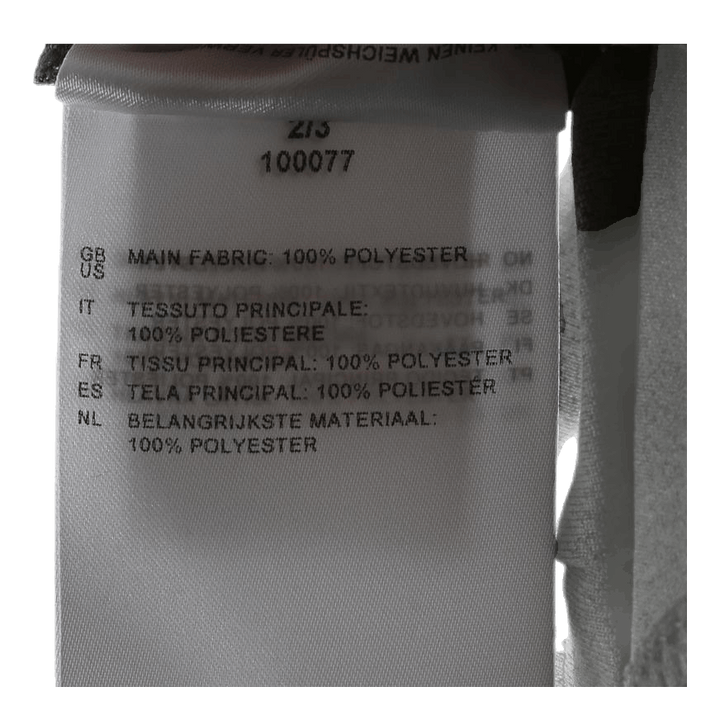 KEINEN WEICHSPÜLER
2/3
100077
GB US MAIN FABRIC: 100% POLYESTER
IT TESSUTO PRINCIPALE:
100% POLIESTERE
FR TISSU PRINCIPAL: 100% POLYESTER
ES TELA PRINCIPAL: 100% POLIESTER
NL BELANGRIJKSTE MATERIAAL:
100% POLYESTER